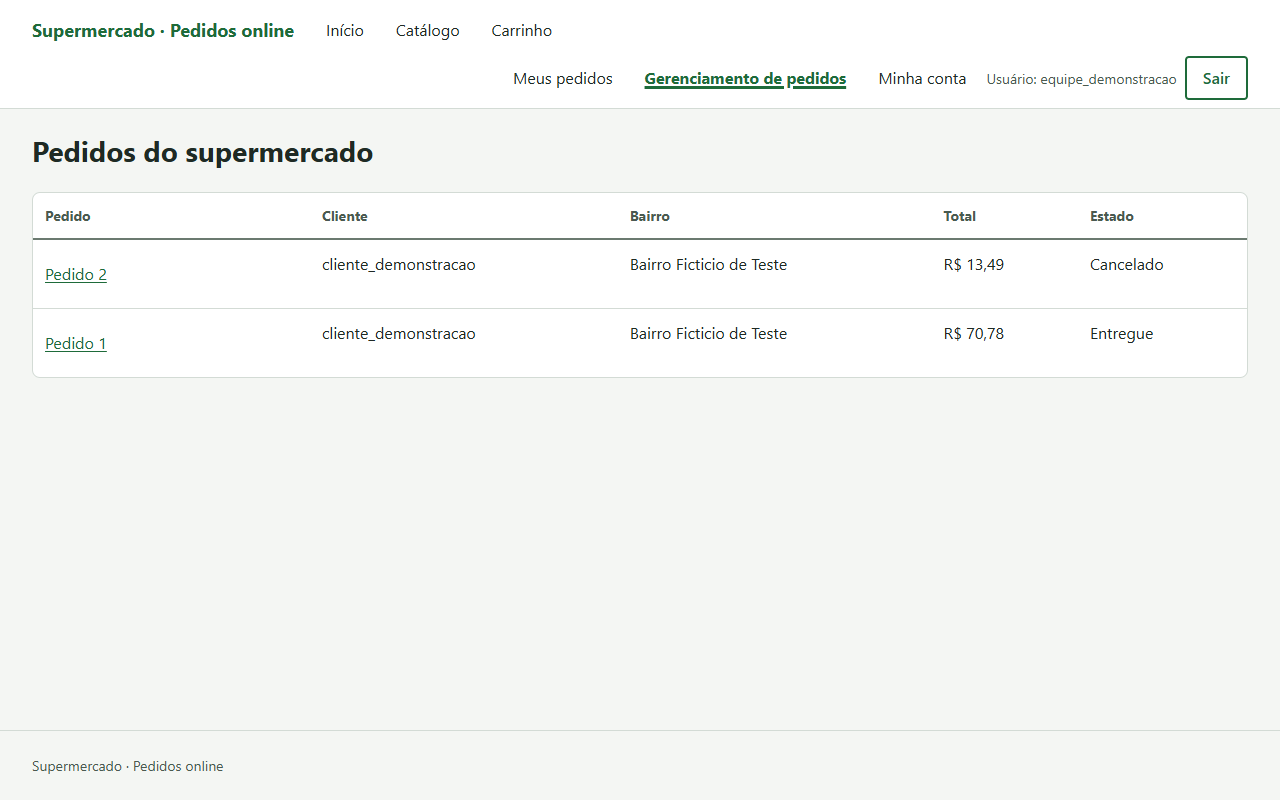 Supermercado · Pedidos online Início Catálogo Carrinho
Meus pedidos Gerenciamento de pedidos Minha conta Usuário: equipe_demonstracao Sair
Pedidos do supermercado
Pedido Cliente Bairro Total Estado
Pedido 2 cliente_demonstracao Bairro Ficticio de Teste R$ 13,49 Cancelado
Pedido 1 cliente_demonstracao Bairro Ficticio de Teste R$ 70,78 Entregue
Supermercado · Pedidos online